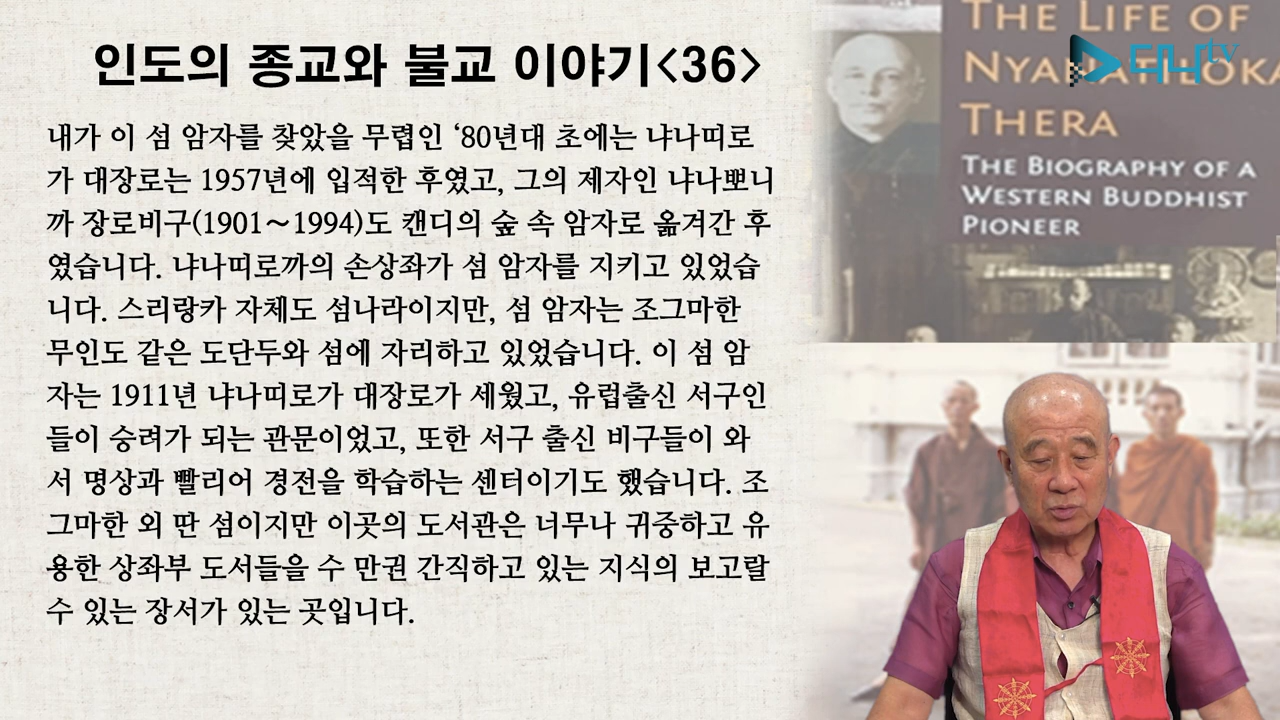 인도의 종교와 불교 이야기<36>
내가 이 섬 암자를 찾았을 무렵인 ‘80년대 초에는 냐나띠로
가 대장로는 1957년에 입적한 후였고, 그의 제자인 냐나뽀니
까 장로비구(1901～1994)도 캔디의 숲 속 암자로 옮겨간 후
였습니다. 냐나띠로까의 손상좌가 섬 암자를 지키고 있었습
니다. 스리랑카 자체도 섬나라이지만, 섬 암자는 조그마한
무인도 같은 도단두와 섬에 자리하고 있었습니다. 이 섬 암
자는 1911년 냐나띠로가 대장로가 세웠고, 유럽출신 서구인
들이 승려가 되는 관문이었고, 또한 서구 출신 비구들이 와
서 명상과 빨리어 경전을 학습하는 센터이기도 했습니다. 조
그마한 외 딴 섬이지만 이곳의 도서관은 너무나 귀중하고 유
용한 상좌부 도서들을 수 만권 간직하고 있는 지식의 보고랄
수 있는 장서가 있는 곳입니다.
THE LIFE OF
NYANATILOKA
THERA
THE BIOGRAPHY OF A
WESTERN BUDDHIST
PIONEER
다나tv